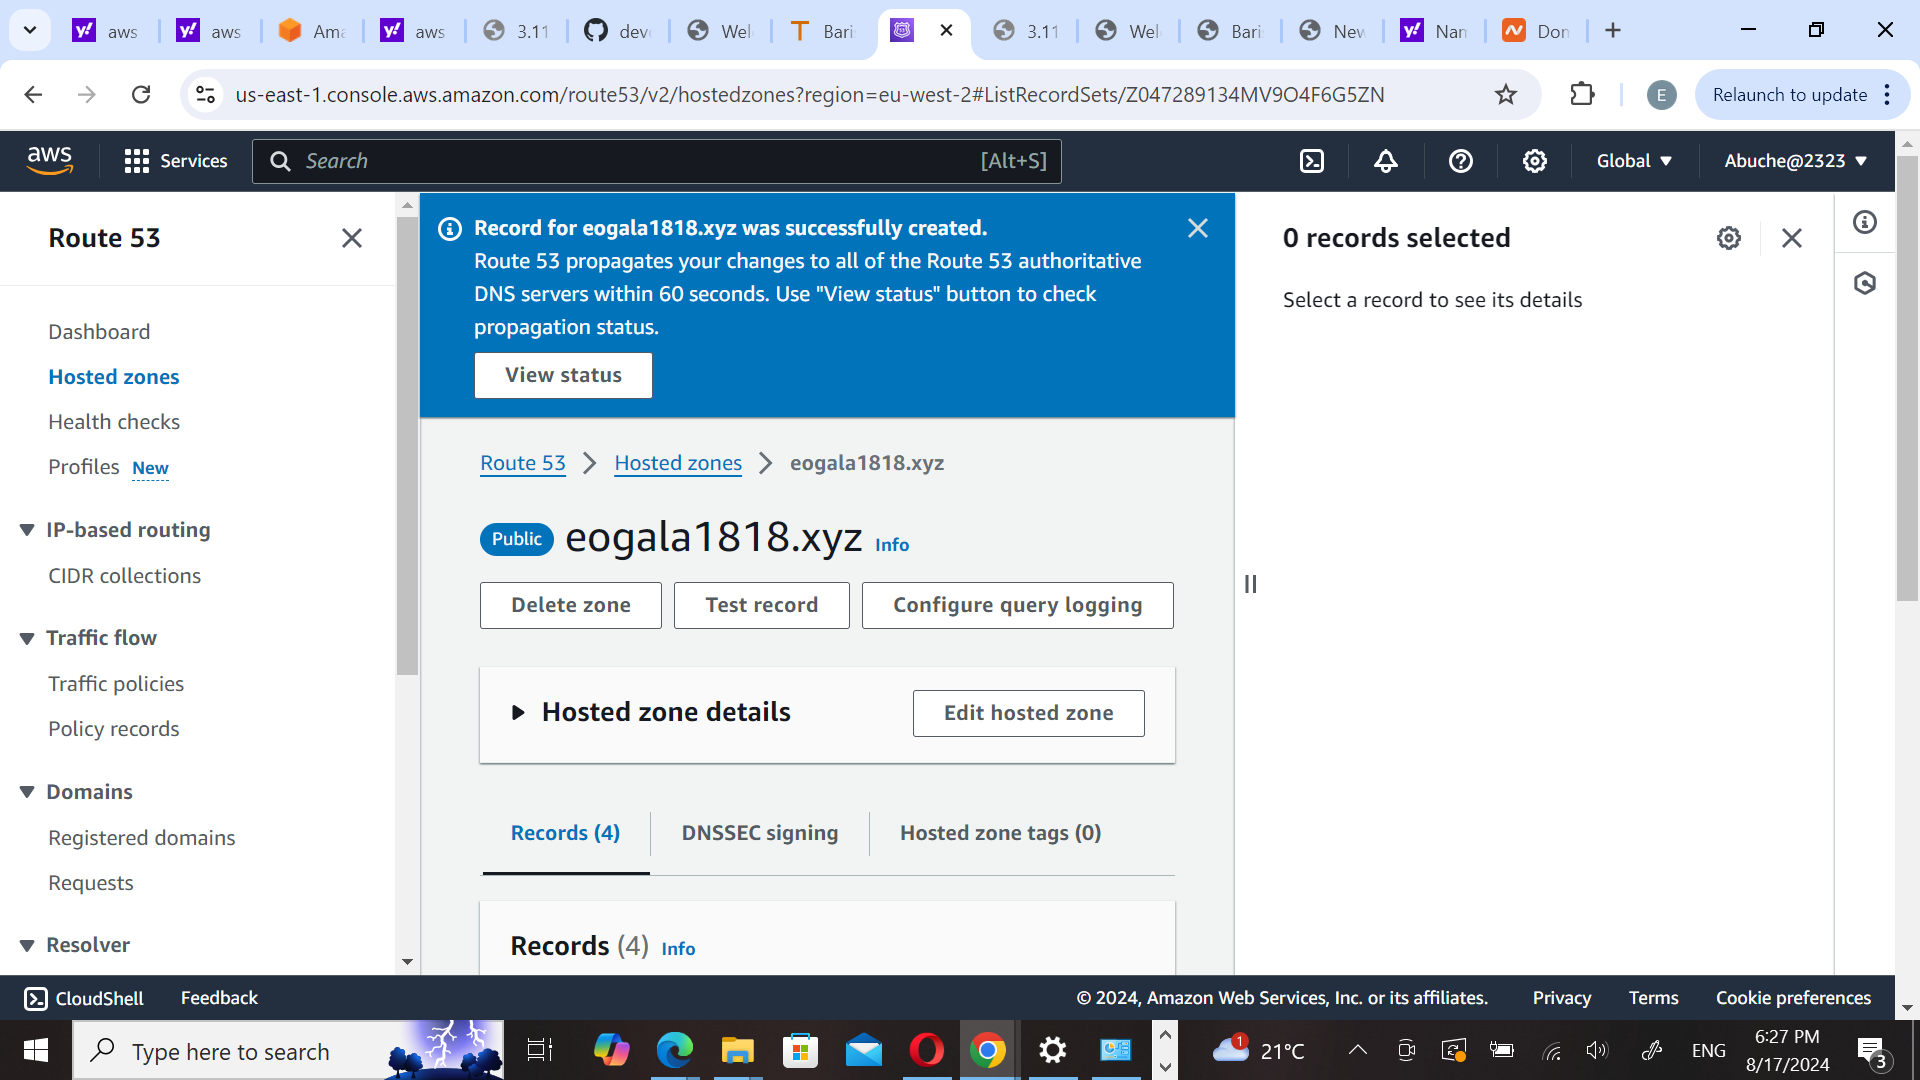 aws
aws
Ama
aws
3.11
dev
Wel
T
Bari
3.11
Wel
Bari
New
Nam
Don
us-east-1.console.aws.amazon.com/route53/v2/hostedzones?region=eu-west-2#ListRecordSets/Z047289134MV9O4F6G5ZN
E
Relaunch to update
aws
Services
Search
[Alt+S]
Global
Abuche@2323
Route 53
Dashboard
Hosted zones
Health checks
Profiles New
IP-based routing
CIDR collections
Traffic flow
Traffic policies
Policy records
Domains
Registered domains
Requests
Resolver
Record for eogala1818.xyz was successfully created.
Route 53 propagates your changes to all of the Route 53 authoritative
DNS servers within 60 seconds. Use "View status" button to check
propagation status.
View status
Route 53 > Hosted zones > eogala1818.xyz
Public eogala1818.xyz Info
Delete zone
Test record
Configure query logging
Hosted zone details
Edit hosted zone
Records (4)
DNSSEC signing
Hosted zone tags (0)
Records (4) Info
0 records selected
Select a record to see its details
CloudShell
Feedback
© 2024, Amazon Web Services, Inc. or its affiliates.
Privacy
Terms
Cookie preferences
Type here to search
1
21°C
ENG
6:27 PM
8/17/2024
3